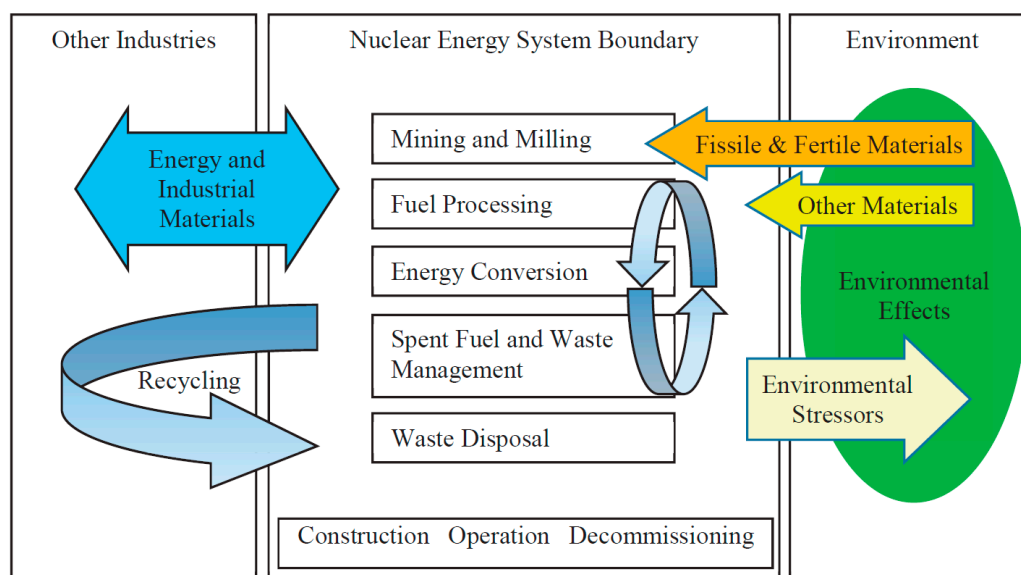 Other Industries
Nuclear Energy System Boundary
Environment
Energy and
Industrial
Materials
Recycling
Mining and Milling
Fuel Processing
Energy Conversion
Spent Fuel and Waste
Management
Waste Disposal
Construction Operation Decommissioning
Fissile & Fertile Materials
Other Materials
Environmental
Effects
Environmental
Stressors